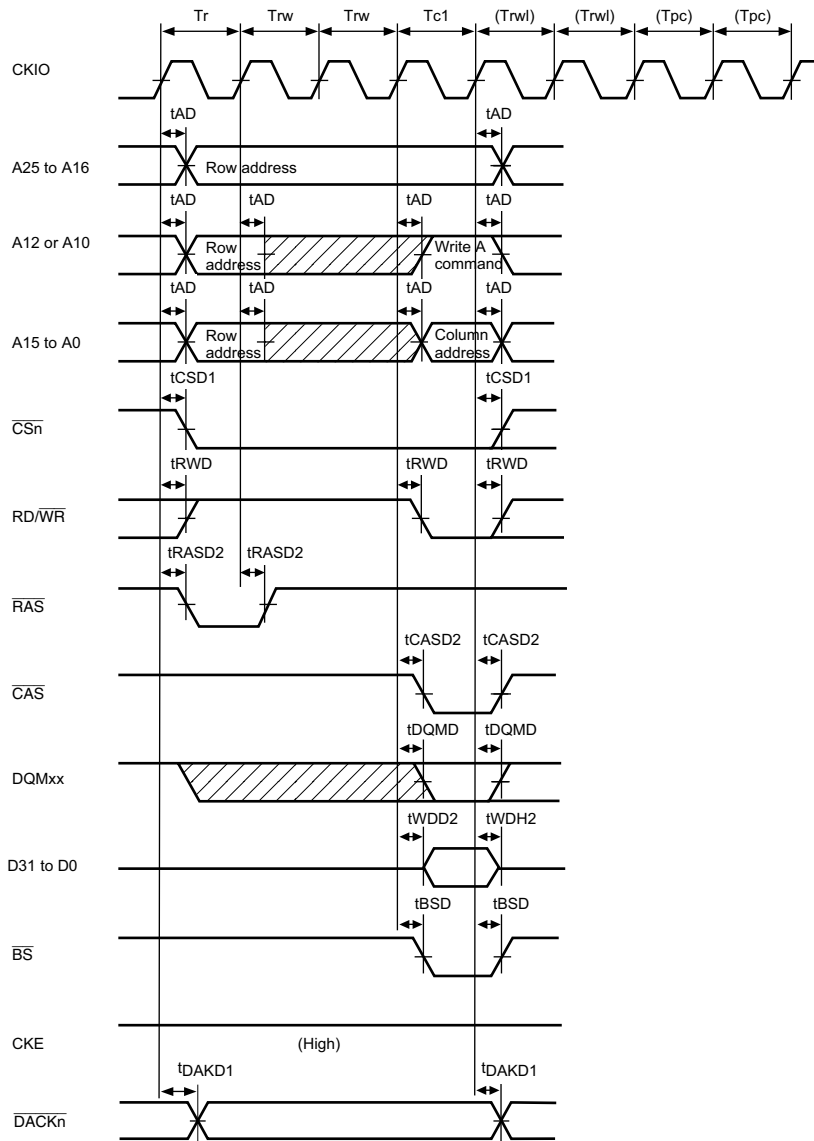 Tr Trw Trw Tc1 (Trwl) (Trwl) (Tpc) (Tpc)
CKIO
tAD tAD
A25 to A16 Row address
tAD tAD tAD tAD
A12 or A10 Row address Write A command
tAD tAD tAD tAD
A15 to A0 Row address Column address
tCSD1 tCSD1
CSn
tRWD tRWD tRWD
RD/WR
tRASD2 tRASD2
RAS
tCASD2 tCASD2
CAS
tDQMD tDQMD
DQMxx
tWDD2 tWDH2
D31 to D0
tBSD tBSD
BS
CKE (High)
tDAKD1 tDAKD1
DACKn